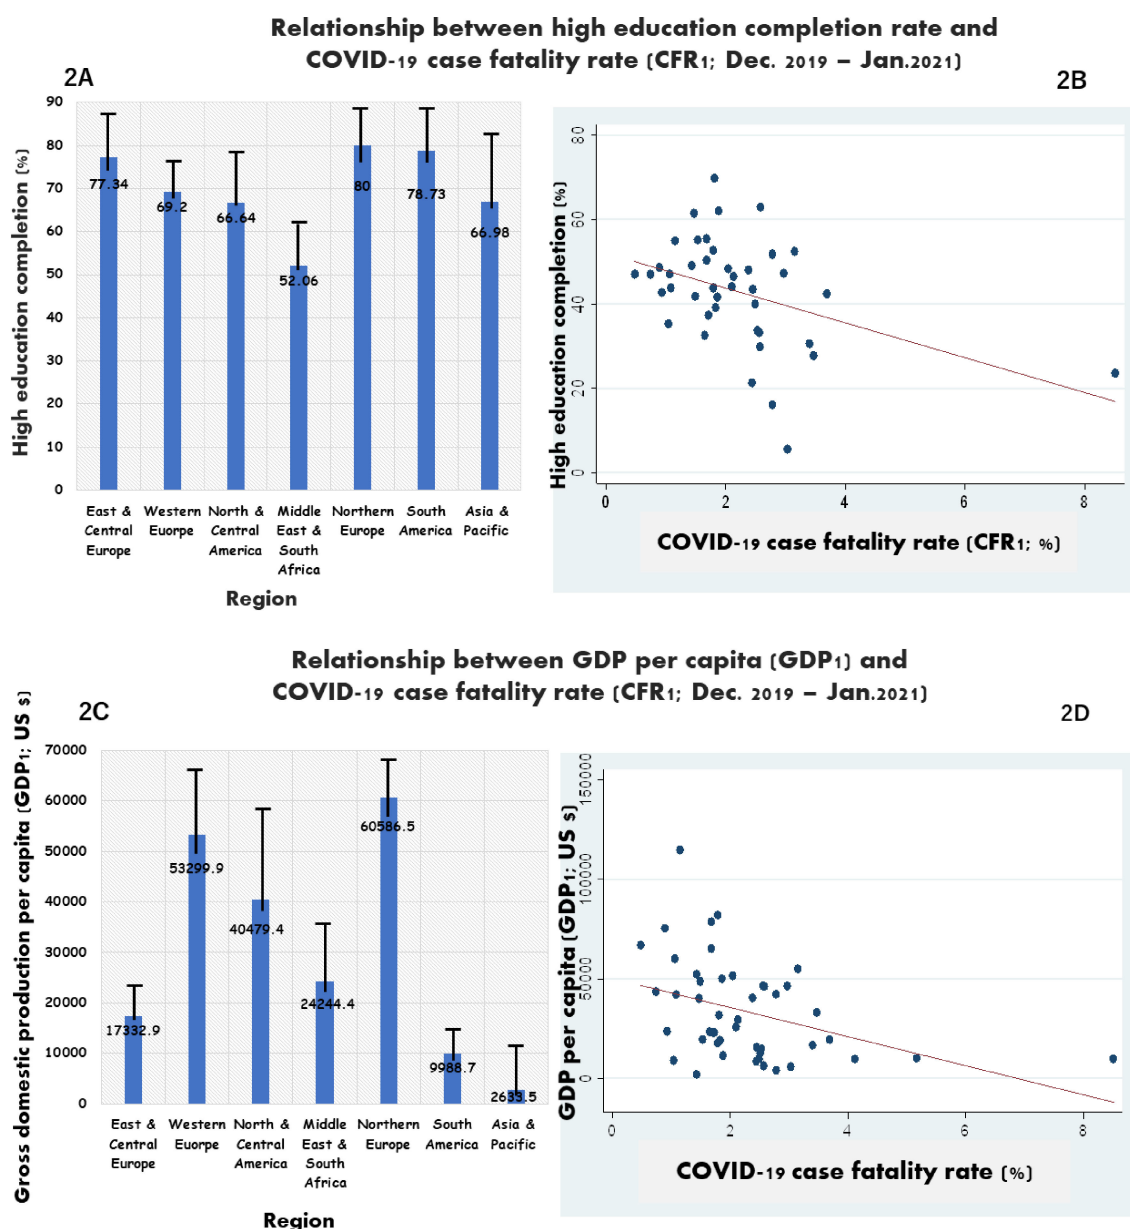 Relationship between high education completion rate and
COVID-19 case fatality rate (CFR1; Dec. 2019 – Jan.2021)
2A
High education completion (%)
90
80
70
60
50
40
30
20
10
0
77.34
69.2
66.64
52.06
80
78.73
66.98
East & Central Europe
Western Euorpe
North & Central America
Middle East & South Africa
Northern Europe
South America
Asia & Pacific
Region
2B
High education completion (%)
80
60
40
20
0
0 2 4 6 8
COVID-19 case fatality rate (CFR1; %)
Relationship between GDP per capita (GDP1) and
COVID-19 case fatality rate (CFR1; Dec. 2019 – Jan.2021)
2C
Gross domestic production per capita (GDP1; US $)
70000
60000
50000
40000
30000
20000
10000
0
17332.9
53299.9
40479.4
24244.4
60586.5
9988.7
2633.5
East & Central Europe
Western Euorpe
North & Central America
Middle East & South Africa
Northern Europe
South America
Asia & Pacific
Region
2D
GDP per capita (GDP1; US $)
150000
100000
50000
0
0 2 4 6 8
COVID-19 case fatality rate (%)